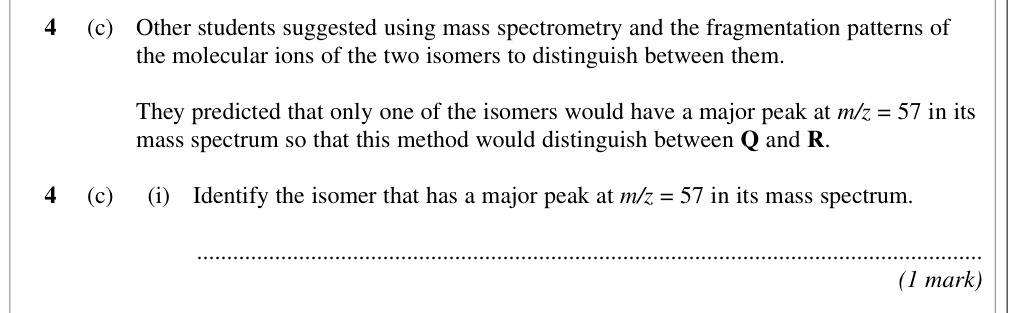 4 (c) Other students suggested using mass spectrometry and the fragmentation patterns of
the molecular ions of the two isomers to distinguish between them.
They predicted that only one of the isomers would have a major peak at m/z = 57 in its
mass spectrum so that this method would distinguish between Q and R.
4 (c) (i) Identify the isomer that has a major peak at m/z = 57 in its mass spectrum.
(1 mark)